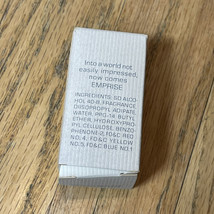 Into a world not
easily impressed,
now comes
EMPRISE
INGREDIENTS: SD ALCO
HOL 40-B, FRAGRANCE
DIISOPROPYL ADIPATE
WATER, PPG-14 BUTYL
ETHER, HYDROXYPRO-
PYL CELLULOSE, BENZO-
PHENONE-2, FD&C RED
NO. 4, FD&C YELLOW
NO. 5, FD&C BLUE NO. 1